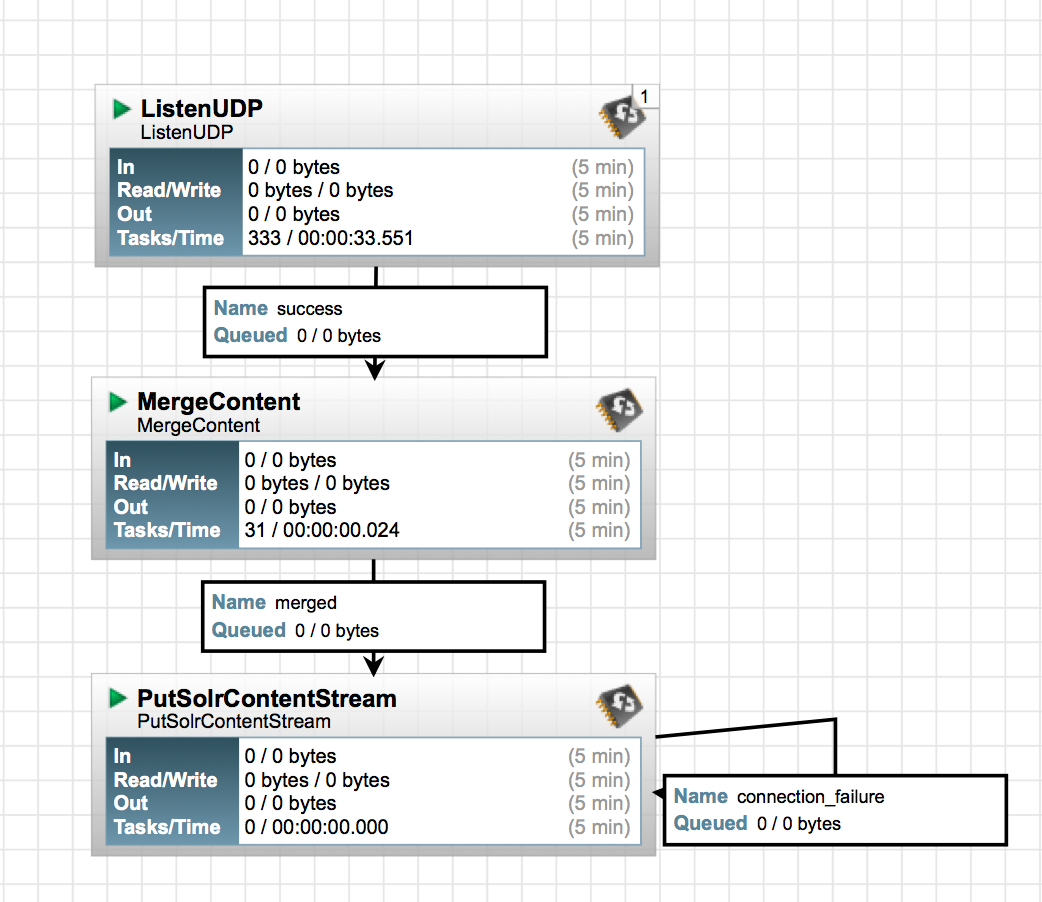 1
ListenUDP
ListenUDP
In 0 / 0 bytes (5 min)
Read/Write 0 bytes / 0 bytes (5 min)
Out 0 / 0 bytes (5 min)
Tasks/Time 333 / 00:00:33.551 (5 min)
Name success
Queued 0 / 0 bytes
MergeContent
MergeContent
In 0 / 0 bytes (5 min)
Read/Write 0 bytes / 0 bytes (5 min)
Out 0 / 0 bytes (5 min)
Tasks/Time 31 / 00:00:00.024 (5 min)
Name merged
Queued 0 / 0 bytes
PutSolrContentStream
PutSolrContentStream
In 0 / 0 bytes (5 min)
Read/Write 0 bytes / 0 bytes (5 min)
Out 0 / 0 bytes (5 min)
Tasks/Time 0 / 00:00:00.000 (5 min)
Name connection_failure
Queued 0 / 0 bytes